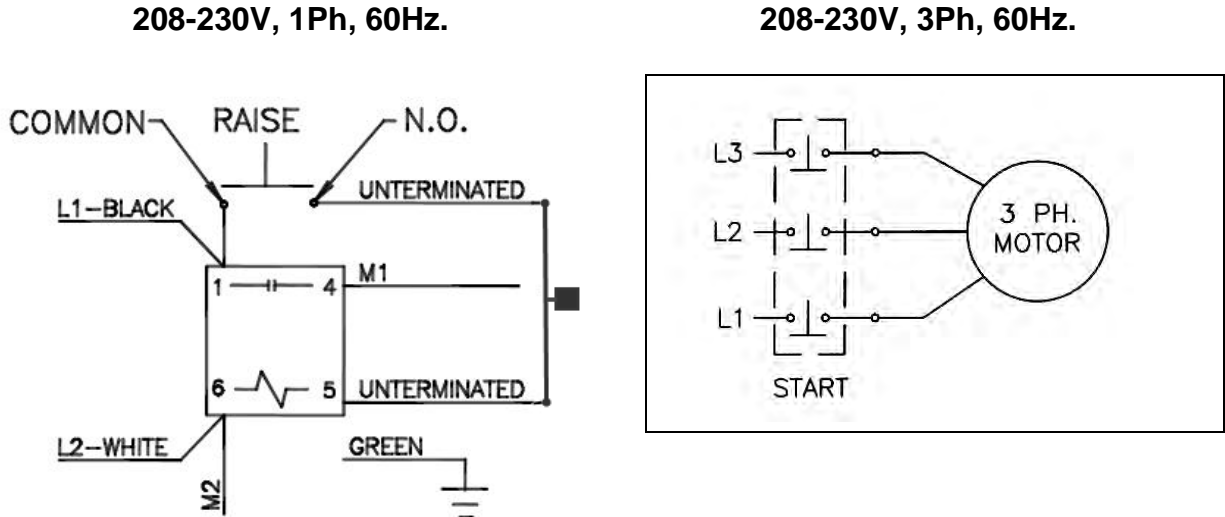 208-230V, 1Ph, 60Hz.
208-230V, 3Ph, 60Hz.
COMMON
RAISE
N.O.
UNTERMINATED
L1-BLACK
1
4
M1
6
5
UNTERMINATED
L2-WHITE
GREEN
M2
L3
L2
L1
3 PH.
MOTOR
START